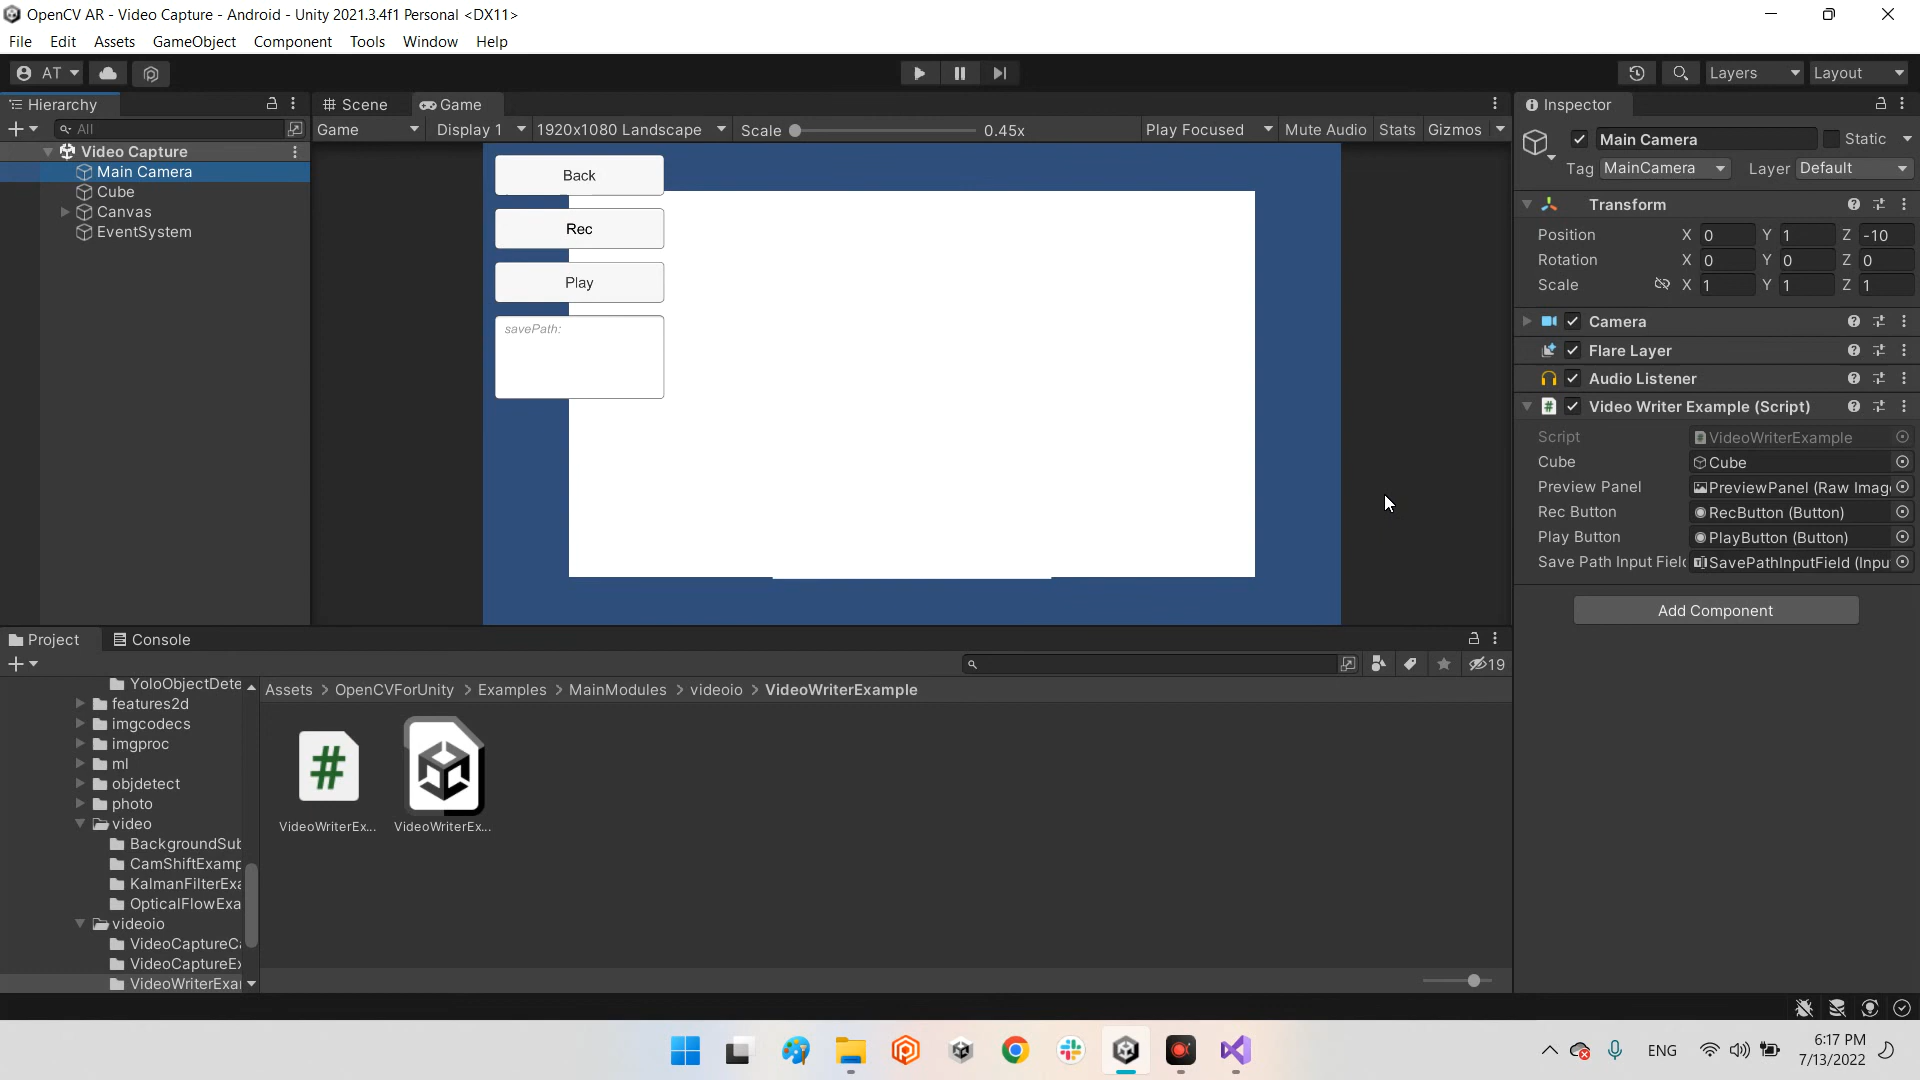 OpenCV AR - Video Capture - Android - Unity 2021.3.4f1 Personal <DX11>
File Edit Assets GameObject Component Tools Window Help
AT
Layers Layout
Hierarchy
All
Video Capture
Main Camera
Cube
Canvas
EventSystem
Scene Game
Game Display 1 1920x1080 Landscape Scale 0.45x Play Focused Mute Audio Stats Gizmos
Back
Rec
Play
savePath:
Inspector
Main Camera Static
Tag MainCamera Layer Default
Transform
Position X 0 Y 1 Z -10
Rotation X 0 Y 0 Z 0
Scale X 1 Y 1 Z 1
Camera
Flare Layer
Audio Listener
# Video Writer Example (Script)
Script VideoWriterExample
Cube Cube
Preview Panel PreviewPanel (Raw Imag
Rec Button RecButton (Button)
Play Button PlayButton (Button)
Save Path Input Fiel SavePathInputField (Inpu
Add Component
Project Console
19
YoloObjectDete
features2d
imgcodecs
imgproc
ml
objdetect
photo
video
BackgroundSub
CamShiftExamp
KalmanFilterExa
OpticalFlowExa
videoio
VideoCaptureCa
VideoCaptureEx
VideoWriterExar
Assets > OpenCVForUnity > Examples > MainModules > videoio > VideoWriterExample
#
VideoWriterEx... VideoWriterEx...
ENG
6:17 PM
7/13/2022